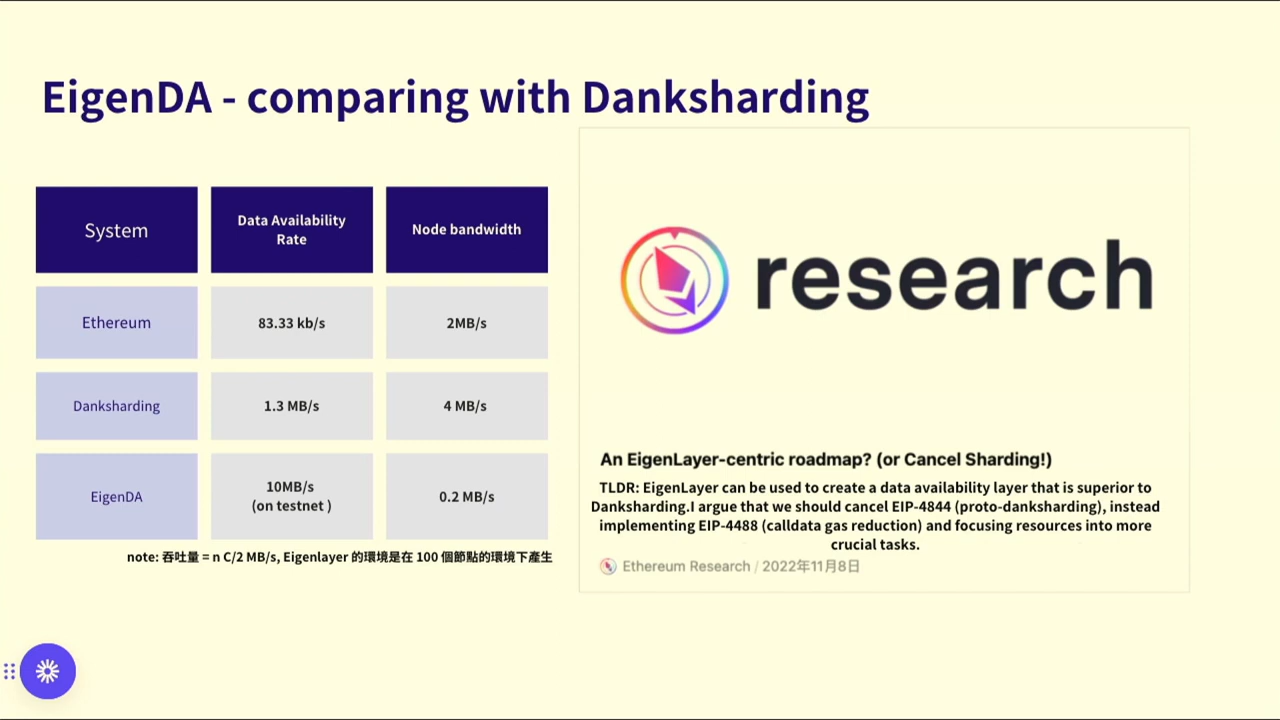 EigenDA - comparing with Danksharding
System
Data Availability
Rate
Node bandwidth
Ethereum
83.33 kb/s
2MB/s
Danksharding
1.3 MB/s
4 MB/s
EigenDA
10MB/s
(on testnet )
0.2 MB/s
note: 吞吐量 = n C/2 MB/s, Eigenlayer 的環境是在 100 個節點的環境下產生
research
An EigenLayer-centric roadmap? (or Cancel Sharding!)
TLDR: EigenLayer can be used to create a data availability layer that is superior to
Danksharding.I argue that we should cancel EIP-4844 (proto-danksharding), instead
implementing EIP-4488 (calldata gas reduction) and focusing resources into more
crucial tasks.
Ethereum Research / 2022年11月8日